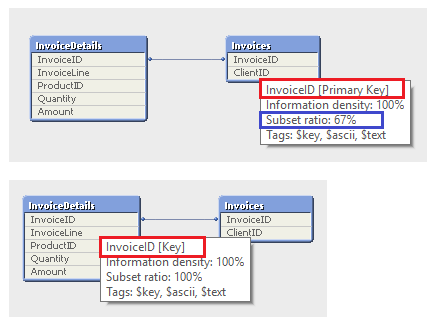 InvoiceDetails
InvoiceID
InvoiceLine
ProductID
Quantity
Amount
Invoices
InvoiceID
ClientID
InvoiceID [Primary Key]
Information density: 100%
Subset ratio: 67%
Tags: $key, $ascii, $text
InvoiceDetails
InvoiceID
InvoiceLine
ProductID
Quantity
Amount
Invoices
InvoiceID
ClientID
InvoiceID [Key]
Information density: 100%
Subset ratio: 100%
Tags: $key, $ascii, $text